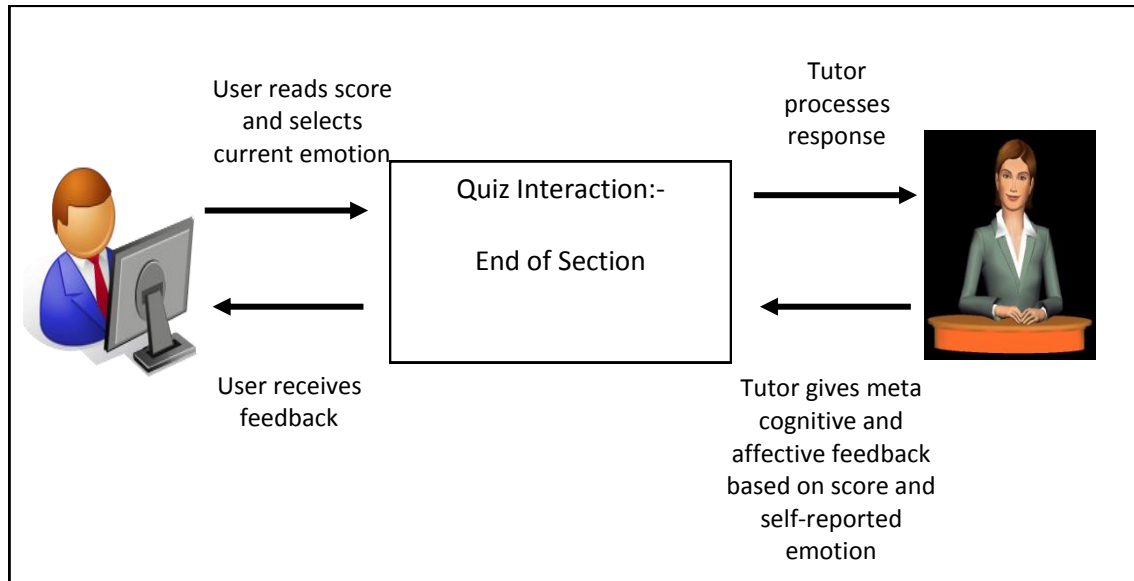 User reads score
and selects
current emotion
Quiz Interaction:-
End of Section
Tutor
processes
response
User receives
feedback
Tutor gives meta
cognitive and
affective feedback
based on score and
self-reported
emotion